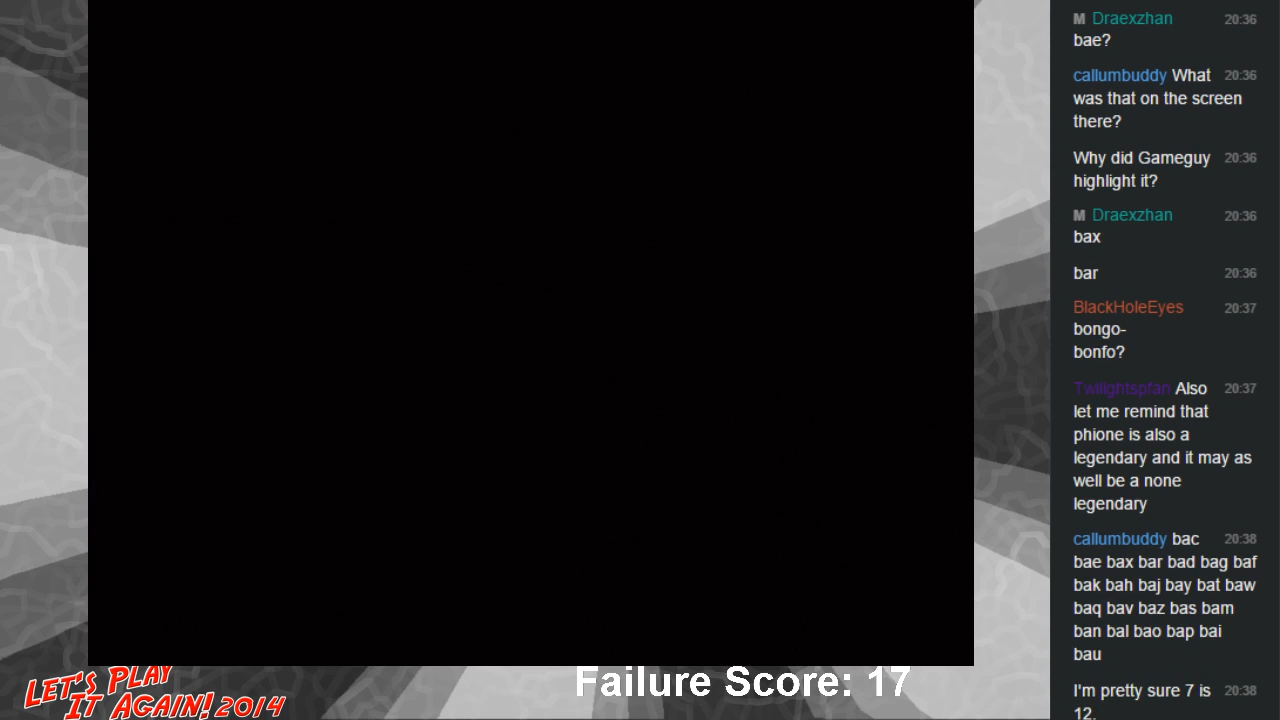 M Draexzhan 20:36
bae?
callumbuddy What 20:36
was that on the screen
there?
Why did Gameguy 20:36
highlight it?
M Draexzhan 20:36
bax
bar 20:36
BlackHoleEyes 20:37
bongo-
bonfo?
Twilightspfan Also 20:37
let me remind that
phione is also a
legendary and it may as
well be a none
legendary
callumbuddy bac 20:38
bae bax bar bad bag baf
bak bah baj bay bat baw
baq bav baz bas bam
ban bal bao bap bai
bau
I'm pretty sure 7 is 20:38
12.
LET'S PLAY
IT AGAIN! 2014
Failure Score: 17